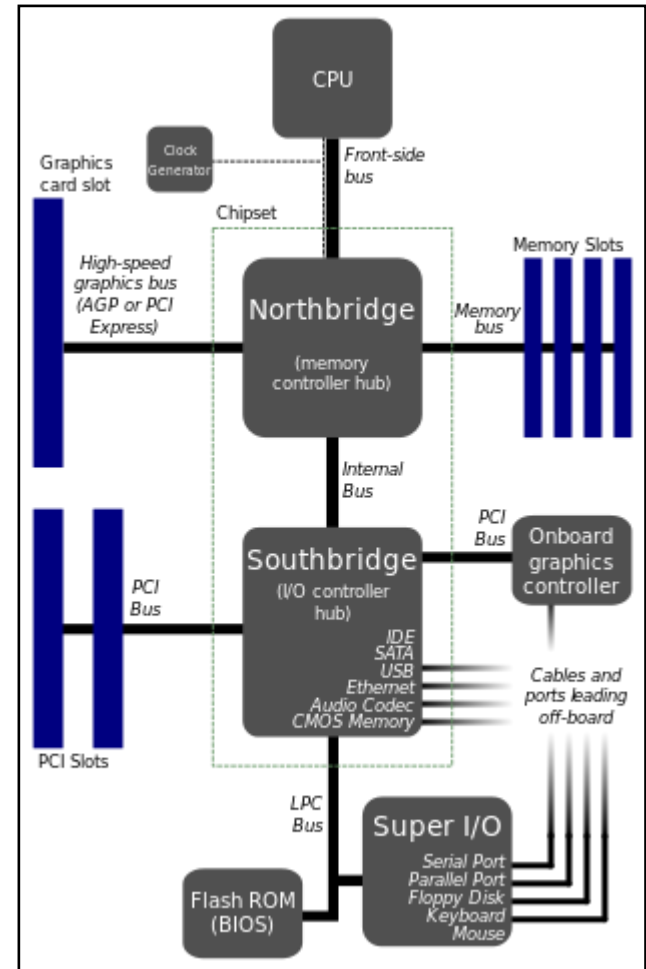 CPU
Clock
Generator
Front-side
bus
Graphics
card slot
Chipset
High-speed
graphics bus
(AGP or PCI
Express)
Northbridge
(memory
controller hub)
Memory
bus
Memory Slots
Internal
Bus
Southbridge
(I/O controller
hub)
IDE
SATA
USB
Ethernet
Audio Codec
CMOS Memory
PCI
Bus
Onboard
graphics
controller
PCI
Bus
PCI Slots
Cables and
ports leading
off-board
LPC
Bus
Super I/O
Serial Port
Parallel Port
Floppy Disk
Keyboard
Mouse
Flash ROM
(BIOS)